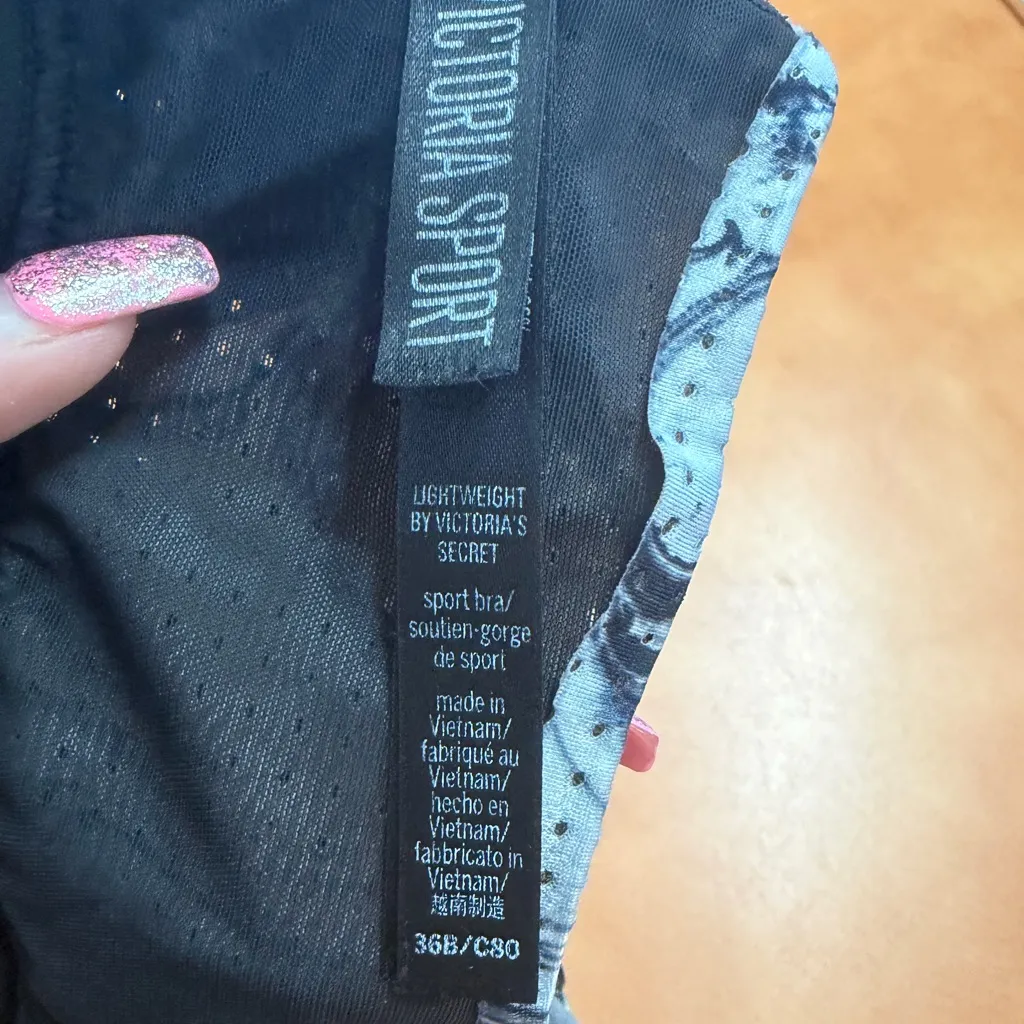 VICTORIA SPORT
LIGHTWEIGHT
BY VICTORIA'S
SECRET
sport bra/
soutien-gorge
de sport
made in
Vietnam/
fabriqué au
Vietnam/
hecho en
Vietnam/
fabbricato in
Vietnam/
越南制造
36B/C80